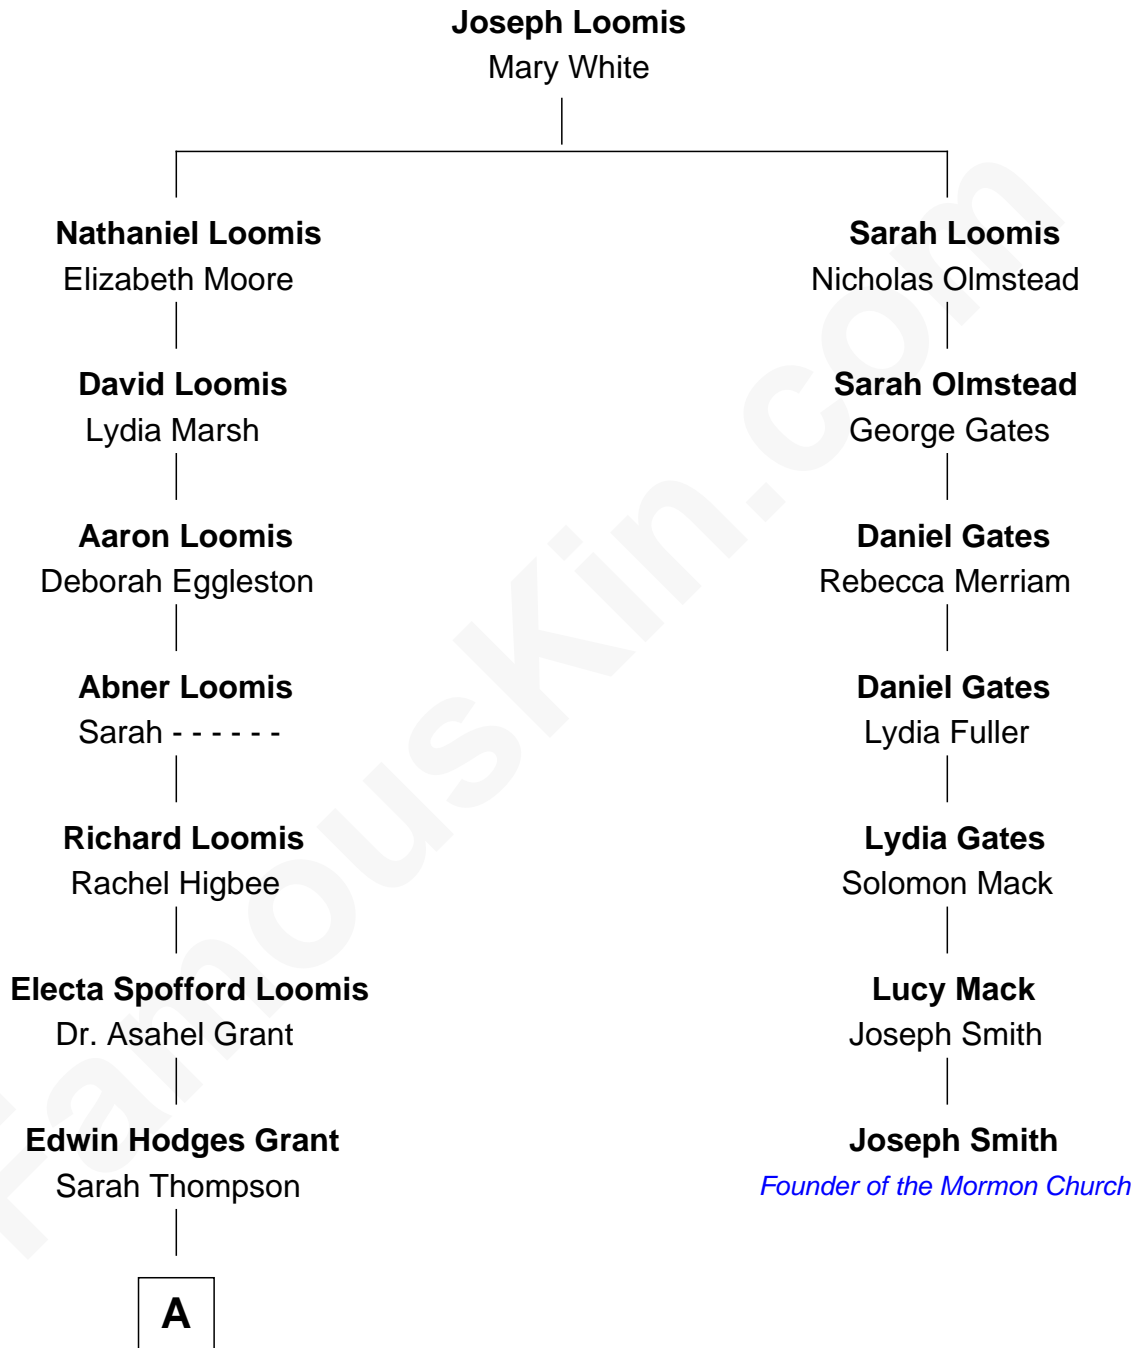 Joseph Loomis
Mary White
Nathaniel Loomis
Elizabeth Moore
David Loomis
Lydia Marsh
Aaron Loomis
Deborah Eggleston
Abner Loomis
Sarah - - - - - -
Richard Loomis
Rachel Higbee
Electa Spofford Loomis
Dr. Asahel Grant
Edwin Hodges Grant
Sarah Thompson
A
Sarah Loomis
Nicholas Olmstead
Sarah Olmstead
George Gates
Daniel Gates
Rebecca Merriam
Daniel Gates
Lydia Fuller
Lydia Gates
Solomon Mack
Lucy Mack
Joseph Smith
Joseph Smith
Founder of the Mormon Church
FamousKin.com